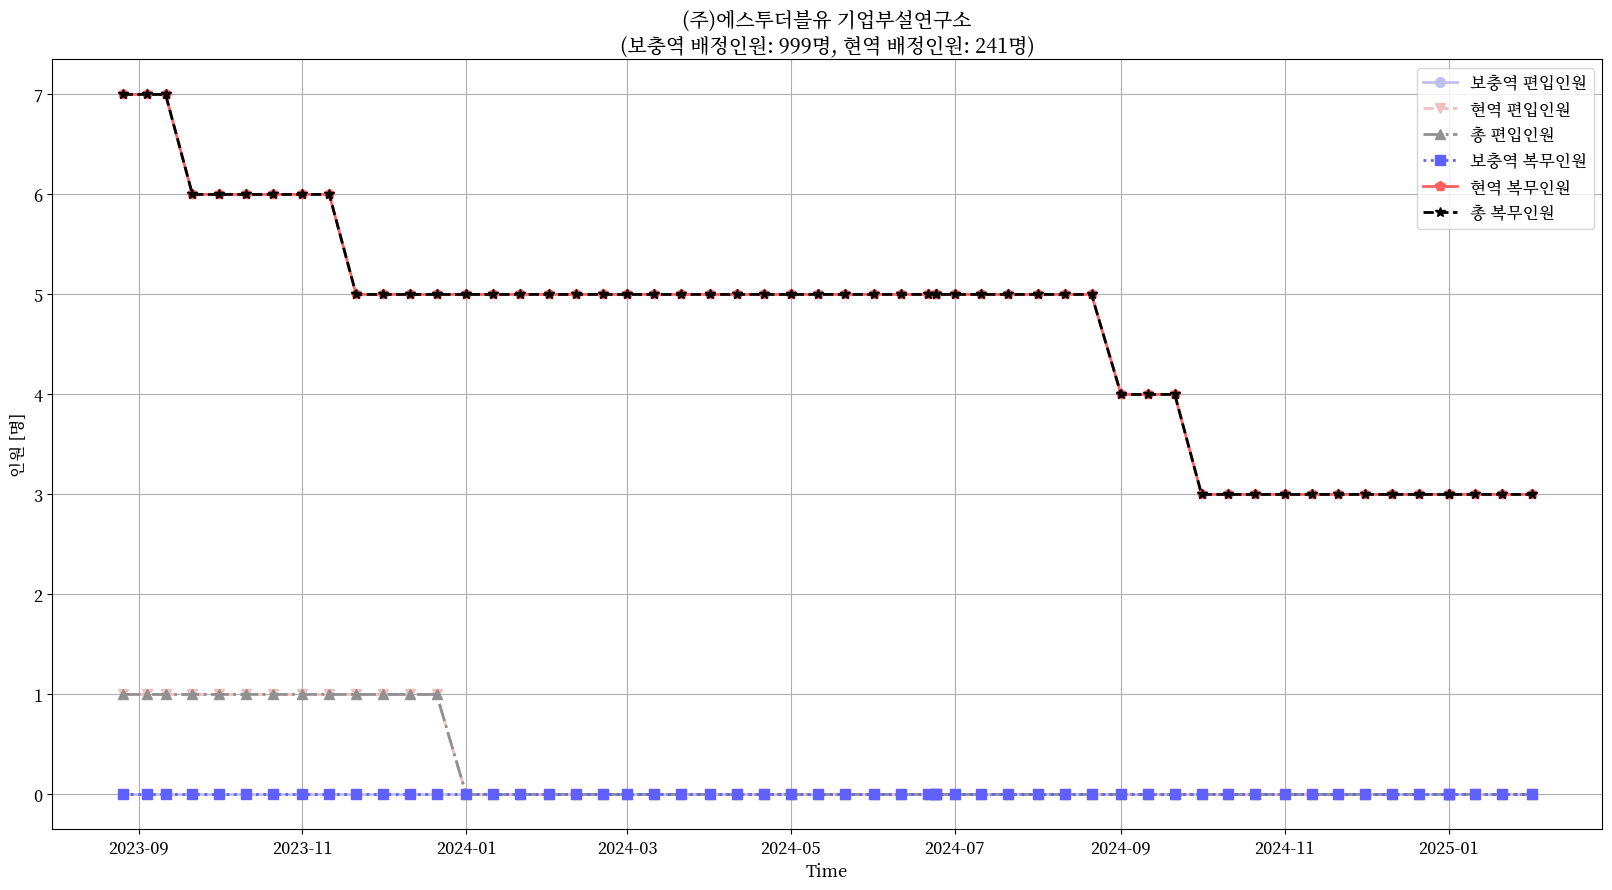 (주)에스투더블유 기업부설연구소
(보충역 배정인원: 999명, 현역 배정인원: 241명)
보충역 편입인원
현역 편입인원
총 편입인원
보충역 복무인원
현역 복무인원
총 복무인원
인원 [명]
7
6
5
4
3
2
1
0
2023-09 2023-11 2024-01 2024-03 2024-05 2024-07 2024-09 2024-11 2025-01
Time